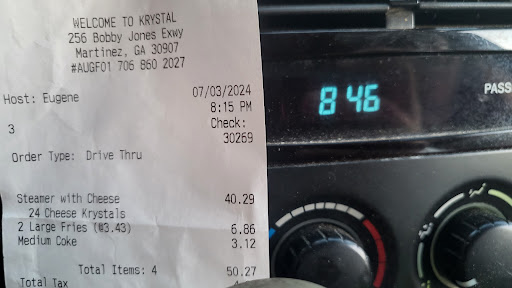 WELCOME TO KRYSTAL
256 Bobby Jones Exwy
Martinez, GA 30907
#AUGF01 706 860 2027
Host: Eugene 07/03/2024
8:15 PM
3 Check:
30269
Order Type: Drive Thru
Steamer with Cheese 40.29
24 Cheese Krystals
2 Large Fries (@3.43) 6.86
Medium Coke 3.12
Total Items: 4 50.27
Total Tax
8 46
PASS